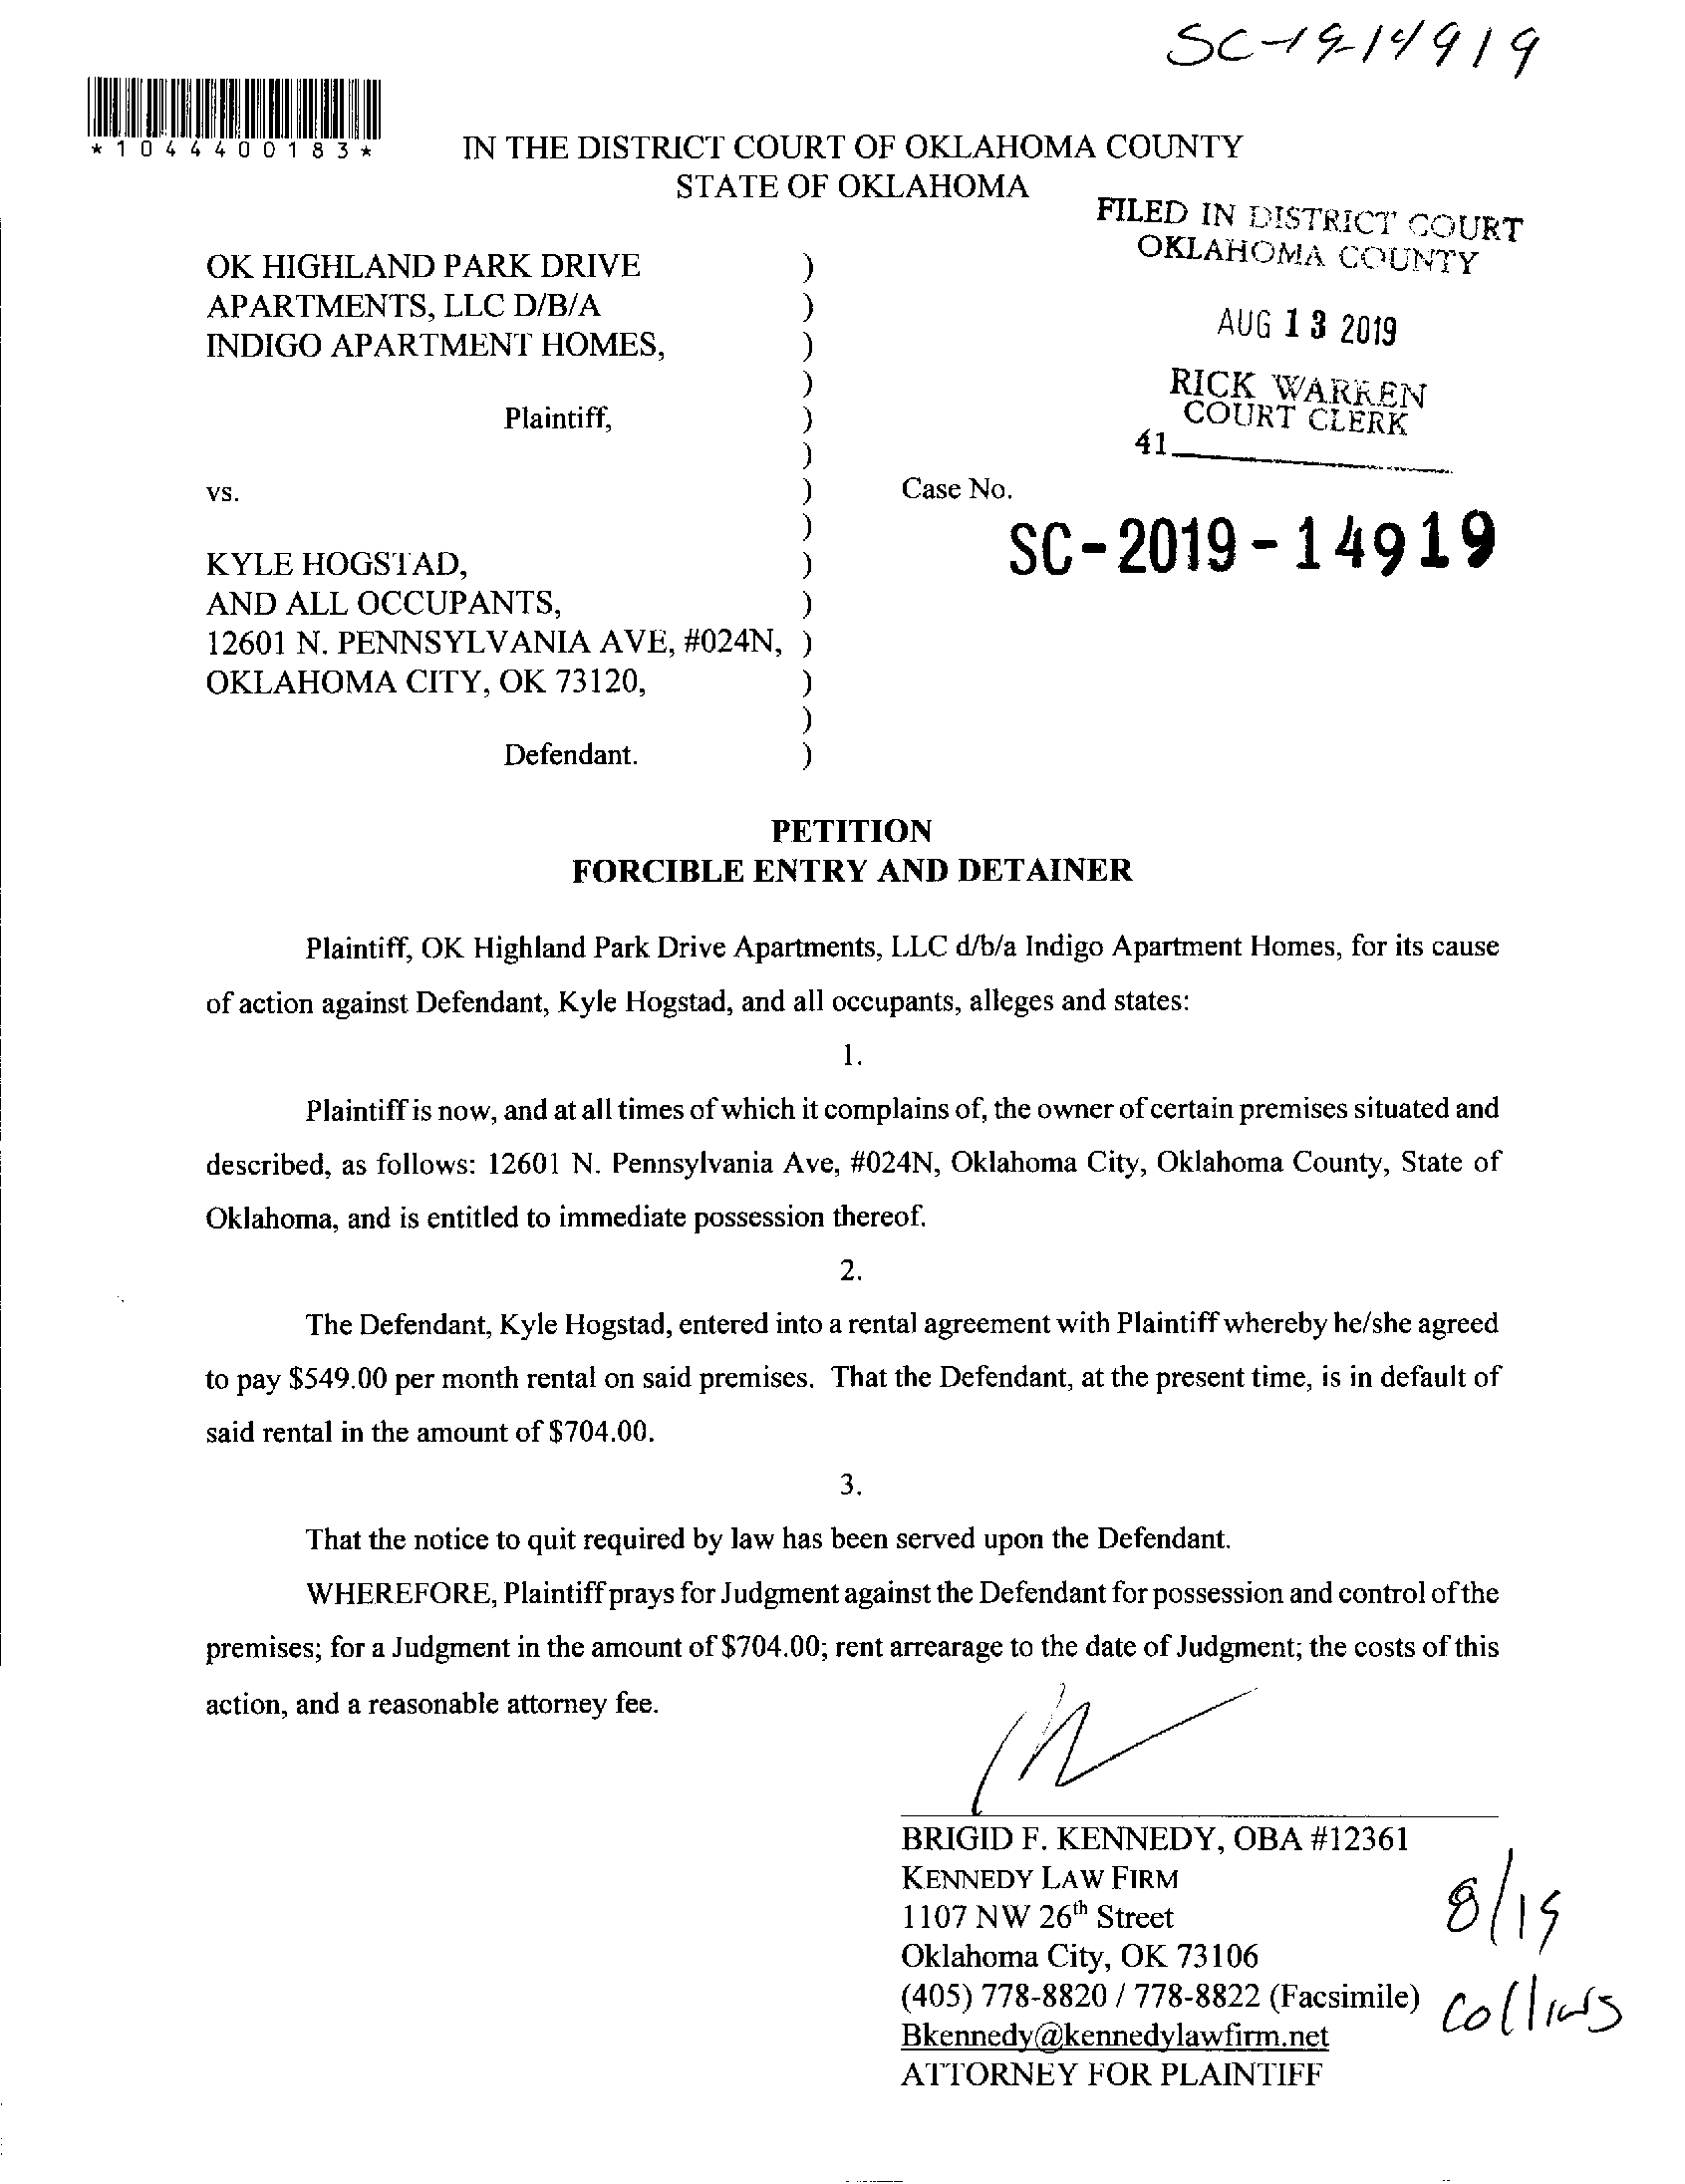 SC-19-14919
*1044400183*
IN THE DISTRICT COURT OF OKLAHOMA COUNTY
STATE OF OKLAHOMA
FILED IN DISTRICT COURT
OKLAHOMA COUNTY
AUG 13 2019
RICK WARREN
COURT CLERK
41
OK HIGHLAND PARK DRIVE )
APARTMENTS, LLC D/B/A )
INDIGO APARTMENT HOMES, )
)
Plaintiff, )
)
vs. ) Case No.
) SC-2019-14919
KYLE HOGSTAD, )
AND ALL OCCUPANTS, )
12601 N. PENNSYLVANIA AVE, #024N, )
OKLAHOMA CITY, OK 73120, )
)
Defendant. )
PETITION
FORCIBLE ENTRY AND DETAINER
Plaintiff, OK Highland Park Drive Apartments, LLC d/b/a Indigo Apartment Homes, for its cause
of action against Defendant, Kyle Hogstad, and all occupants, alleges and states:
1.
Plaintiff is now, and at all times of which it complains of, the owner of certain premises situated and
described, as follows: 12601 N. Pennsylvania Ave, #024N, Oklahoma City, Oklahoma County, State of
Oklahoma, and is entitled to immediate possession thereof.
2.
The Defendant, Kyle Hogstad, entered into a rental agreement with Plaintiff whereby he/she agreed
to pay $549.00 per month rental on said premises. That the Defendant, at the present time, is in default of
said rental in the amount of $704.00.
3.
That the notice to quit required by law has been served upon the Defendant.
WHEREFORE, Plaintiff prays for Judgment against the Defendant for possession and control of the
premises; for a Judgment in the amount of $704.00; rent arrearage to the date of Judgment; the costs of this
action, and a reasonable attorney fee.
BRIGID F. KENNEDY, OBA #12361
KENNEDY LAW FIRM
1107 NW 26th Street
Oklahoma City, OK 73106
(405) 778-8820 / 778-8822 (Facsimile)
Bkennedy@kennedylawfirm.net
ATTORNEY FOR PLAINTIFF
8/19
Collins